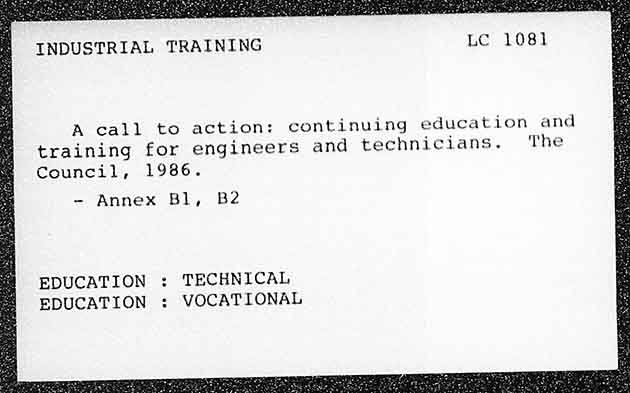 INDUSTRIAL TRAINING LC 1081
A call to action: continuing education and
training for engineers and technicians. The
Council, 1986.
- Annex B1, B2
EDUCATION : TECHNICAL
EDUCATION : VOCATIONAL